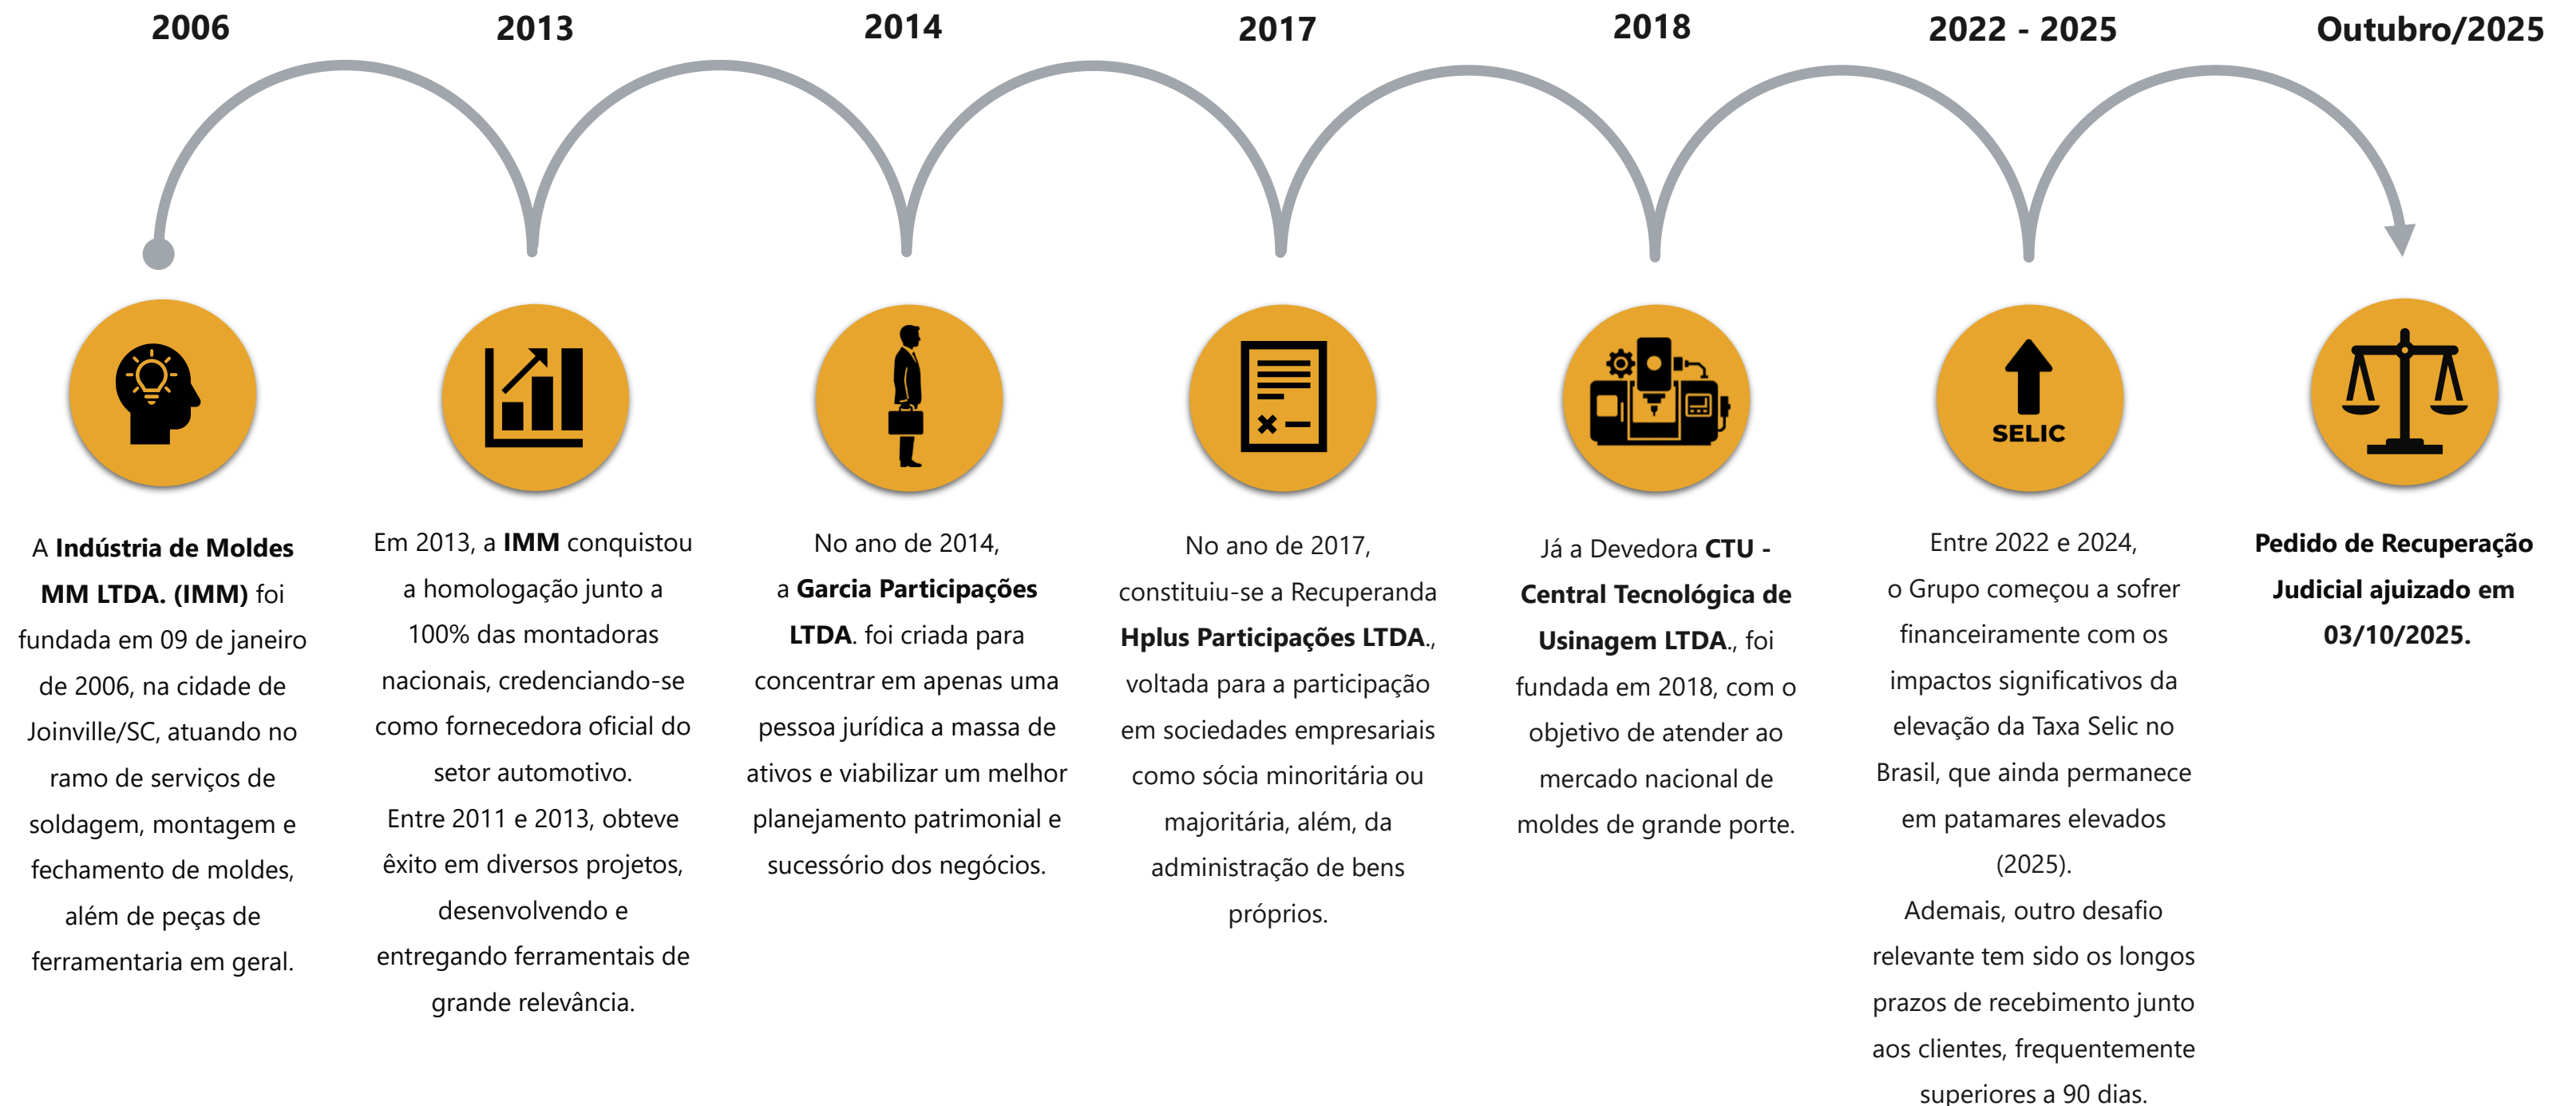 2006
A Indústria de Moldes
MM LTDA. (IMM) foi
fundada em 09 de janeiro
de 2006, na cidade de
Joinville/SC, atuando no
ramo de serviços de
soldagem, montagem e
fechamento de moldes,
além de peças de
ferramentaria em geral.
2013
Em 2013, a IMM conquistou
a homologação junto a
100% das montadoras
nacionais, credenciando-se
como fornecedora oficial do
setor automotivo.
Entre 2011 e 2013, obteve
êxito em diversos projetos,
desenvolvendo e
entregando ferramentais de
grande relevância.
2014
No ano de 2014,
a Garcia Participações
LTDA. foi criada para
concentrar em apenas uma
pessoa jurídica a massa de
ativos e viabilizar um melhor
planejamento patrimonial e
sucessório dos negócios.
2017
No ano de 2017,
constituiu-se a Recuperanda
Hplus Participações LTDA.,
voltada para a participação
em sociedades empresariais
como sócia minoritária ou
majoritária, além, da
administração de bens
próprios.
2018
Já a Devedora CTU -
Central Tecnológica de
Usinagem LTDA., foi
fundada em 2018, com o
objetivo de atender ao
mercado nacional de
moldes de grande porte.
2022 - 2025
SELIC
Entre 2022 e 2024,
o Grupo começou a sofrer
financeiramente com os
impactos significativos da
elevação da Taxa Selic no
Brasil, que ainda permanece
em patamares elevados
(2025).
Ademais, outro desafio
relevante tem sido os longos
prazos de recebimento junto
aos clientes, frequentemente
superiores a 90 dias.
Outubro/2025
Pedido de Recuperação
Judicial ajuizado em
03/10/2025.